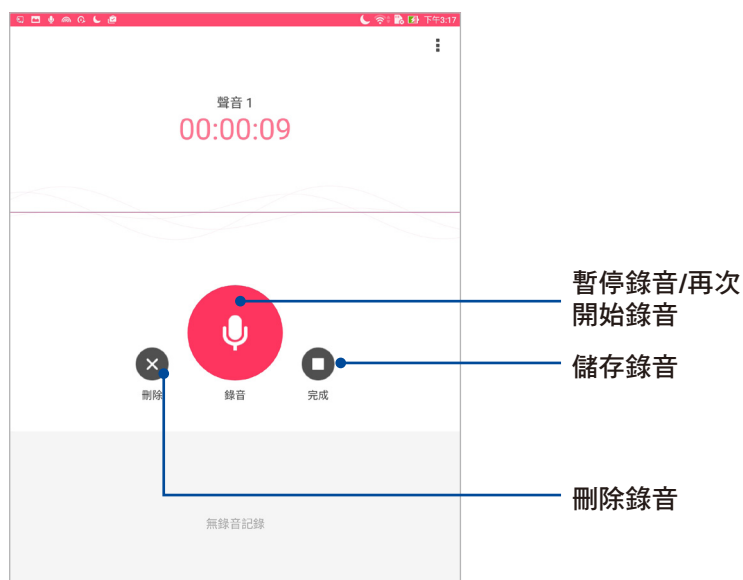 下午3:17
聲音 1
00:00:09
暫停錄音/再次
開始錄音
儲存錄音
刪除 錄音 完成
刪除錄音
無錄音記錄